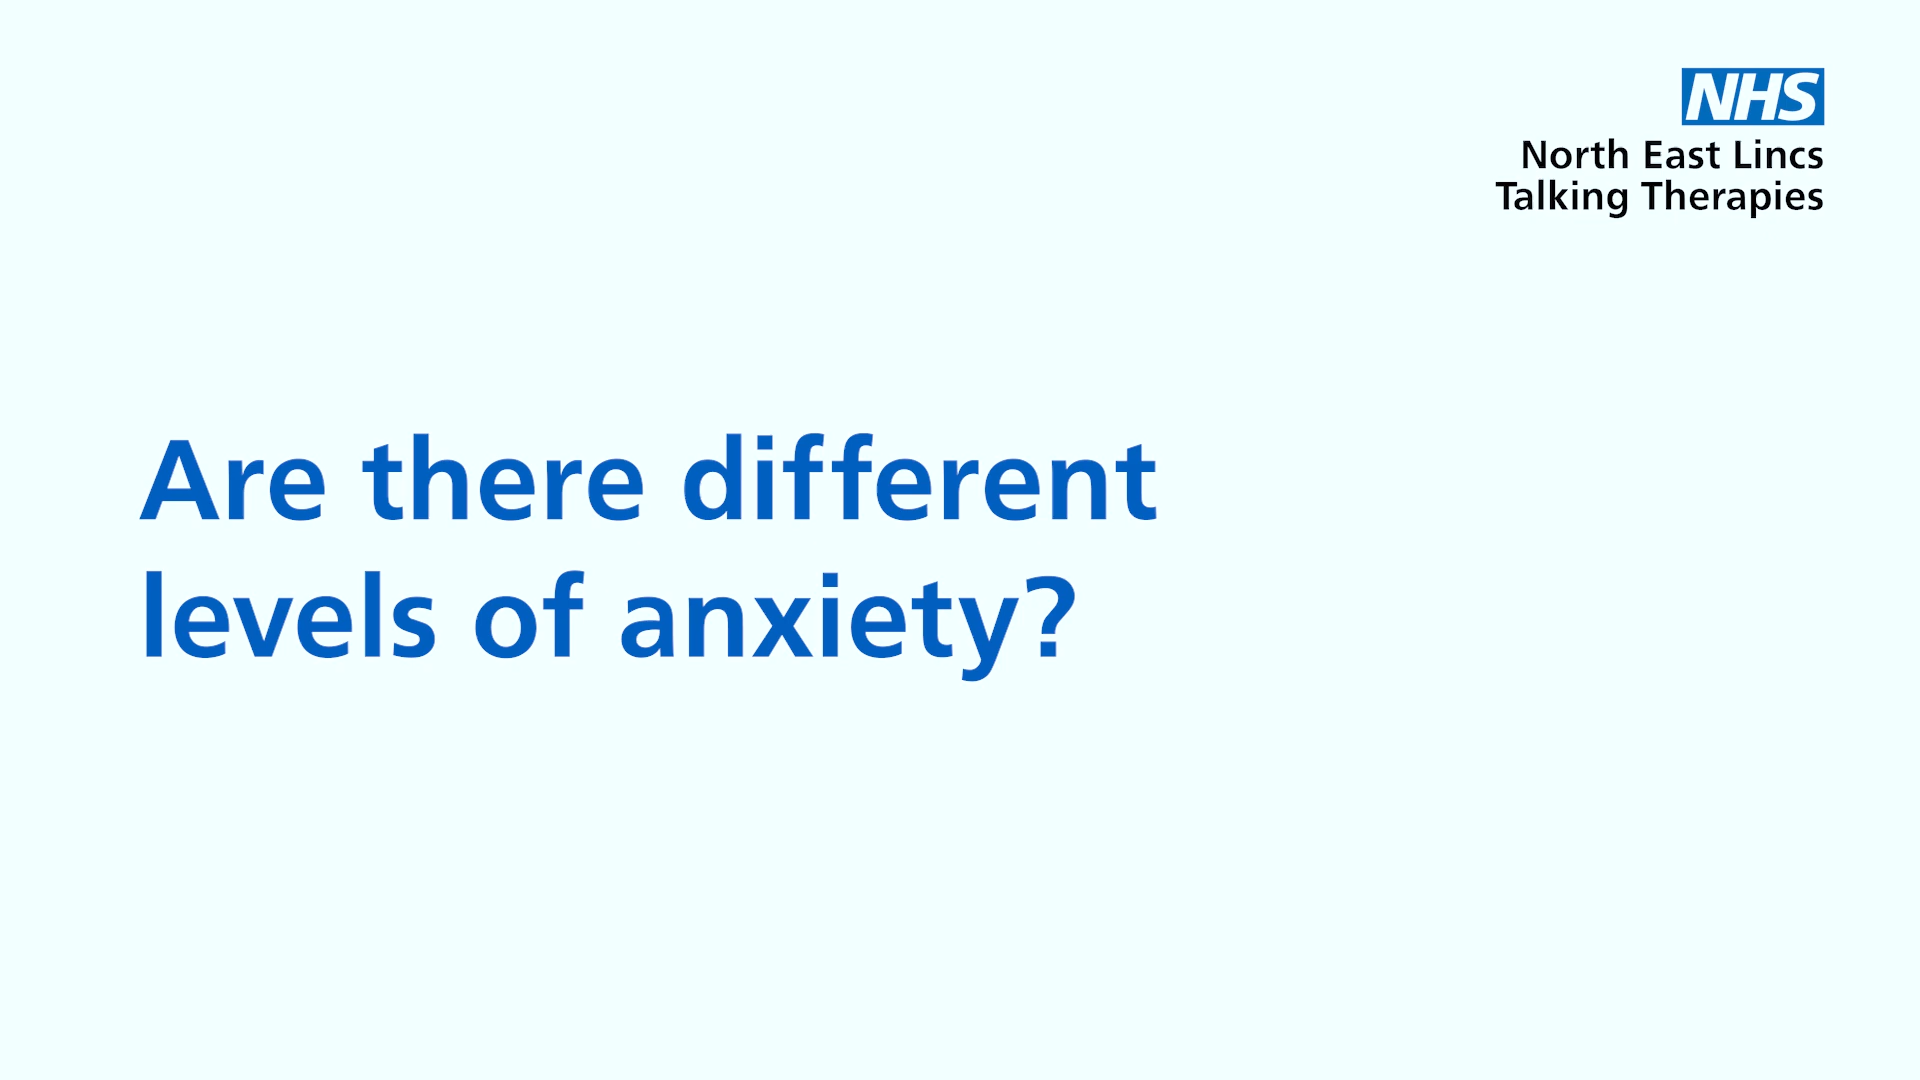 NHS
North East Lincs
Talking Therapies
Are there different
levels of anxiety?